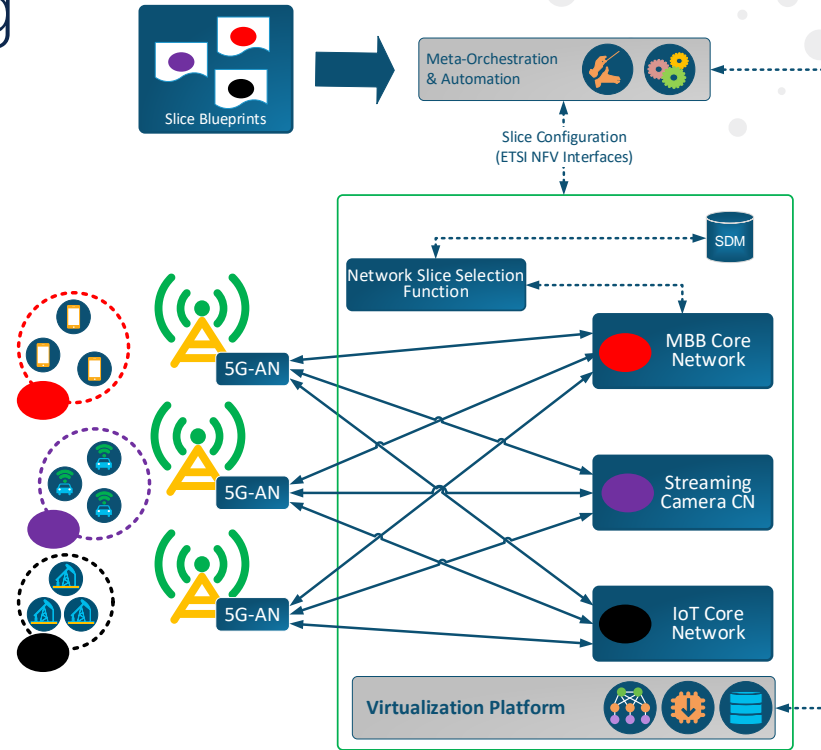 g
Slice Blueprints
Meta-Orchestration
& Automation
Slice Configuration
(ETSI NFV Interfaces)
SDM
Network Slice Selection
Function
MBB Core
Network
5G-AN
Streaming
Camera CN
5G-AN
IoT Core
Network
5G-AN
Virtualization Platform